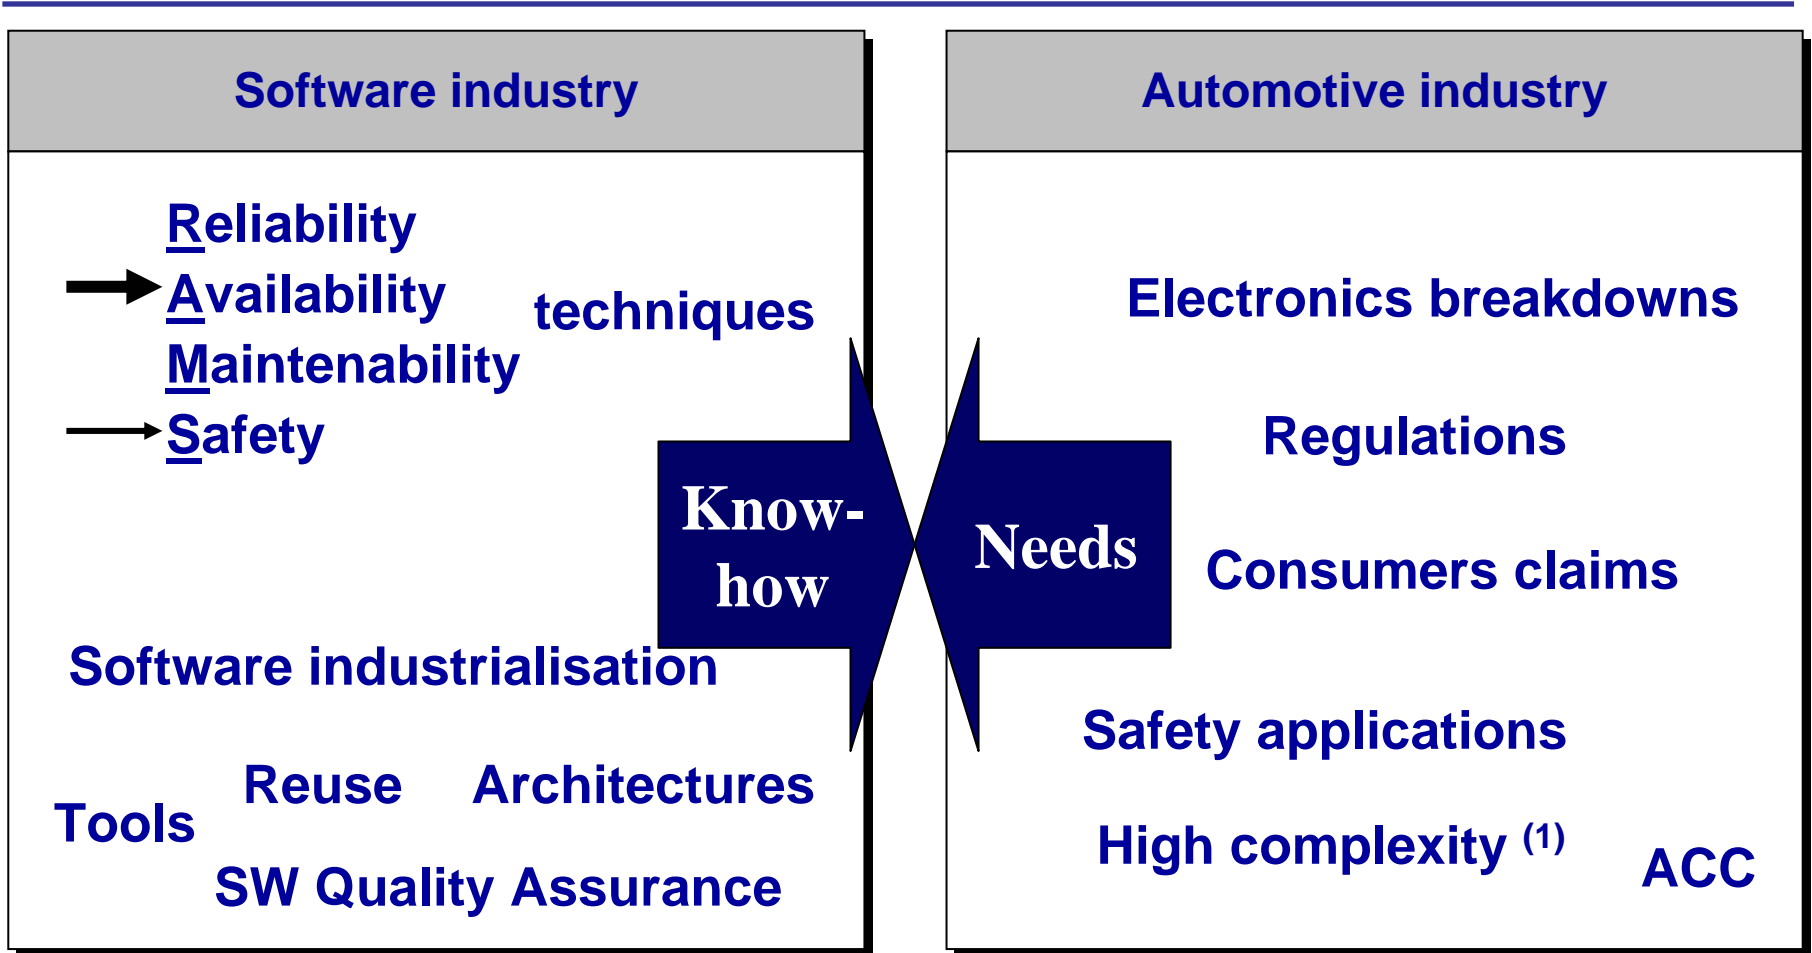 Software industry
Reliability
Availability
techniques
Maintenability
Safety
Know-
how
Software industrialisation
Reuse
Architectures
Tools
SW Quality Assurance
Automotive industry
Electronics breakdowns
Regulations
Needs
Consumers claims
Safety applications
High complexity (1)
ACC